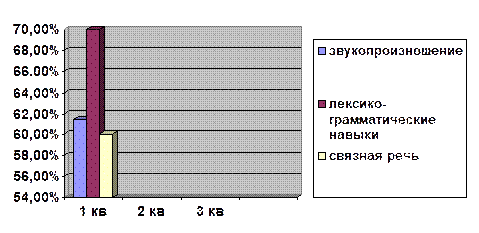 70,00%
68,00%
66,00%
64,00%
62,00%
60,00%
58,00%
56,00%
54,00%
1 кв 2 кв 3 кв
звукопроизношение
лексико-
грамматические
навыки
связная речь